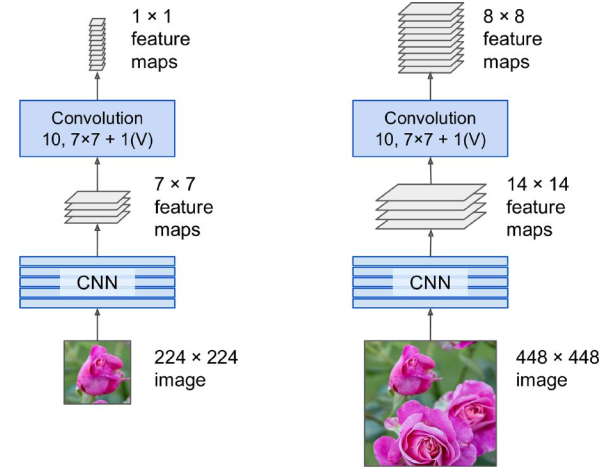 1 × 1
feature
maps
Convolution
10, 7×7 + 1(V)
7 × 7
feature
maps
CNN
224 × 224
image
8 × 8
feature
maps
Convolution
10, 7×7 + 1(V)
14 × 14
feature
maps
CNN
448 × 448
image